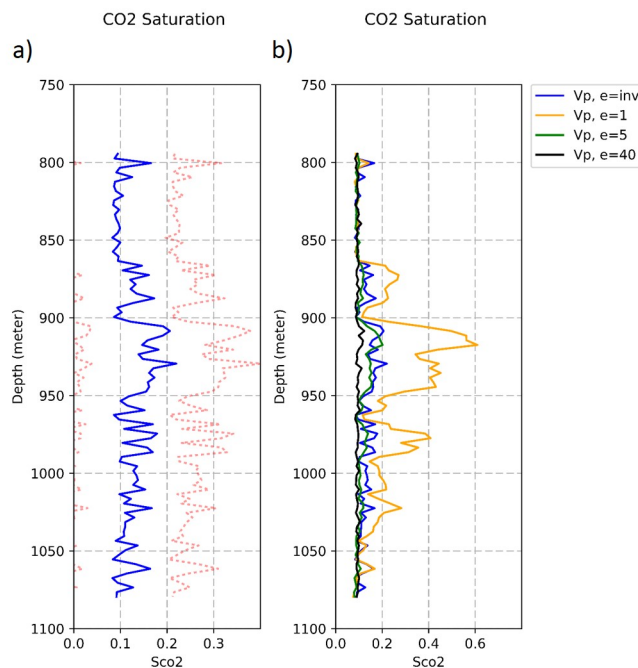 CO2 Saturation
a)
Depth (meter)
750
800
850
900
950
1000
1050
1100
0.0 0.1 0.2 0.3
Sco2
CO2 Saturation
b)
Depth (meter)
750
800
850
900
950
1000
1050
1100
0.0 0.2 0.4 0.6
Sco2
Vp, e=inv
Vp, e=1
Vp, e=5
Vp, e=40